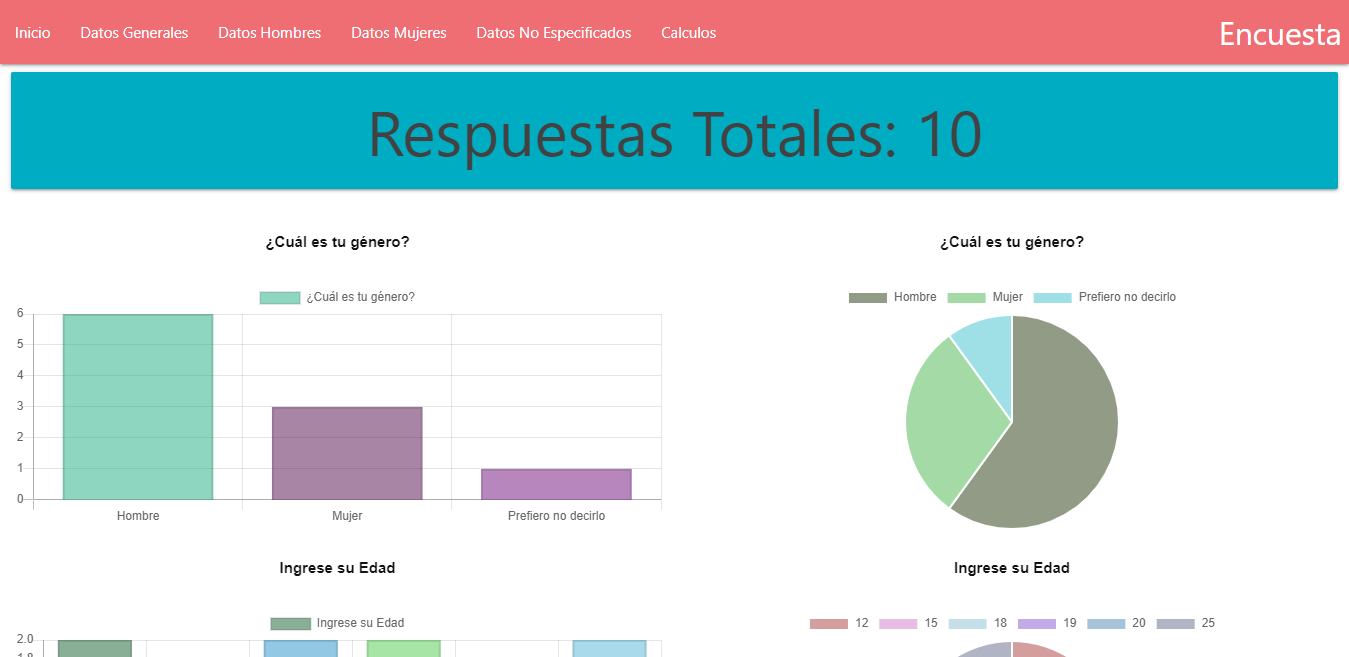 Inicio Datos Generales Datos Hombres Datos Mujeres Datos No Especificados Calculos Encuesta
Respuestas Totales: 10
¿Cuál es tu género?
¿Cuál es tu género?
6
5
4
3
2
1
0
Hombre Mujer Prefiero no decirlo
¿Cuál es tu género?
Hombre Mujer Prefiero no decirlo
Ingrese su Edad
Ingrese su Edad
2.0
1.8
Ingrese su Edad
12 15 18 19 20 25